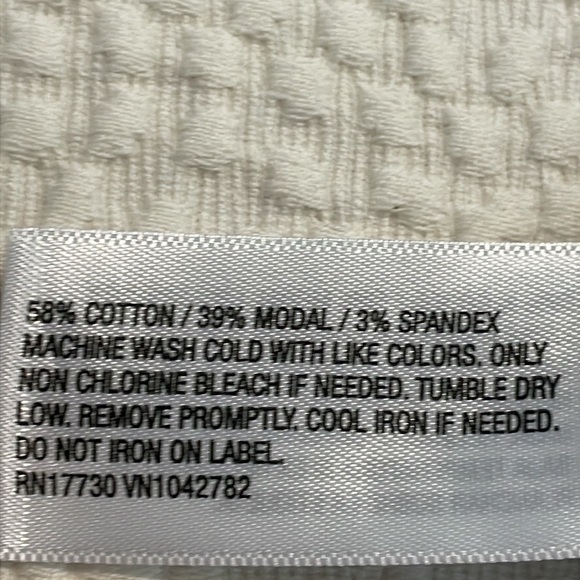 58% COTTON / 39% MODAL / 3% SPANDEX
MACHINE WASH COLD WITH LIKE COLORS. ONLY
NON CHLORINE BLEACH IF NEEDED. TUMBLE DRY
LOW. REMOVE PROMPTLY. COOL IRON IF NEEDED.
DO NOT IRON ON LABEL.
RN17730 VN1042782